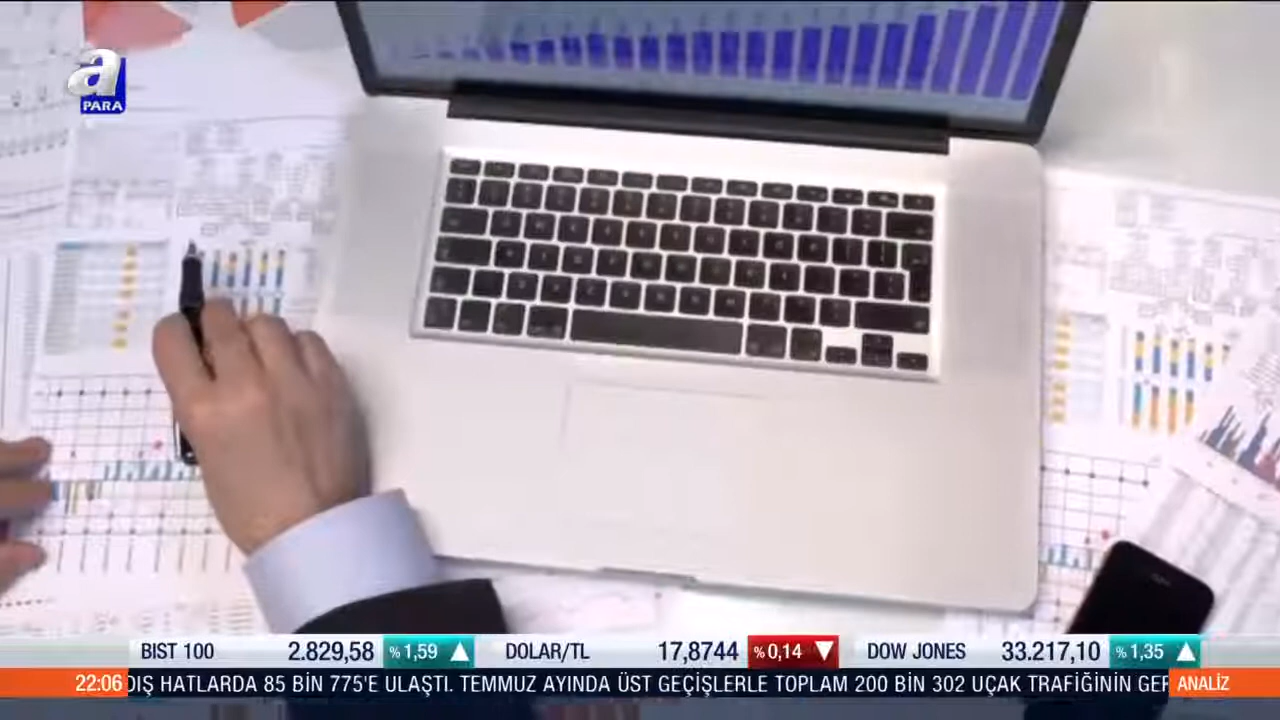 a
PARA
BIST 100 2.829,58 %1,59 DOLAR/TL 17,8744 %0,14 DOW JONES 33.217,10 %1,35
22:06 DIŞ HATLARDA 85 BİN 775'E ULAŞTI. TEMMUZ AYINDA ÜST GEÇİŞLERLE TOPLAM 200 BİN 302 UÇAK TRAFİĞİNİN ANALİZ